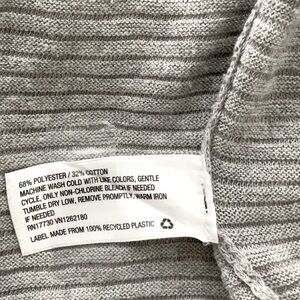 68% POLYESTER / 32% COTTON
MACHINE WASH COLD WITH LIKE COLORS, GENTLE
CYCLE, ONLY NON-CHLORINE BLEACH IF NEEDED
TUMBLE DRY LOW, REMOVE PROMPTLY, WARM IRON
IF NEEDED
RN17730 VN1262180
LABEL MADE FROM 100% RECYCLED PLASTIC